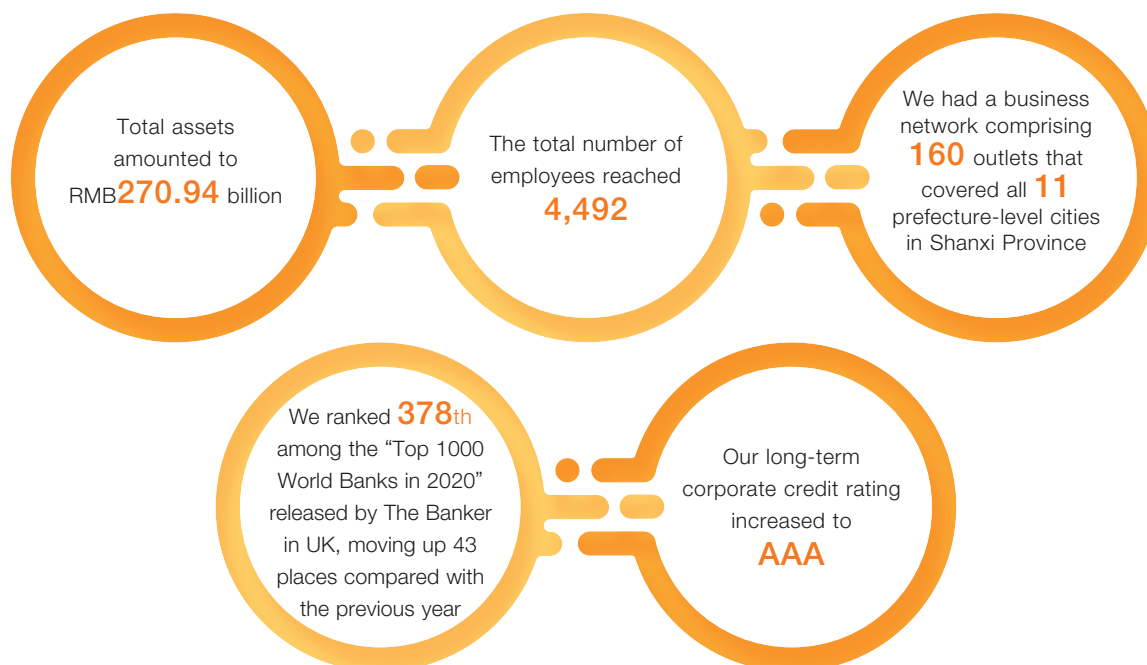 Total assets
amounted to
RMB270.94 billion
The total number of
employees reached
4,492
We had a business
network comprising
160 outlets that
covered all 11
prefecture-level cities
in Shanxi Province
We ranked 378th
among the “Top 1000
World Banks in 2020”
released by The Banker
in UK, moving up 43
places compared with
the previous year
Our long-term
corporate credit rating
increased to
AAA